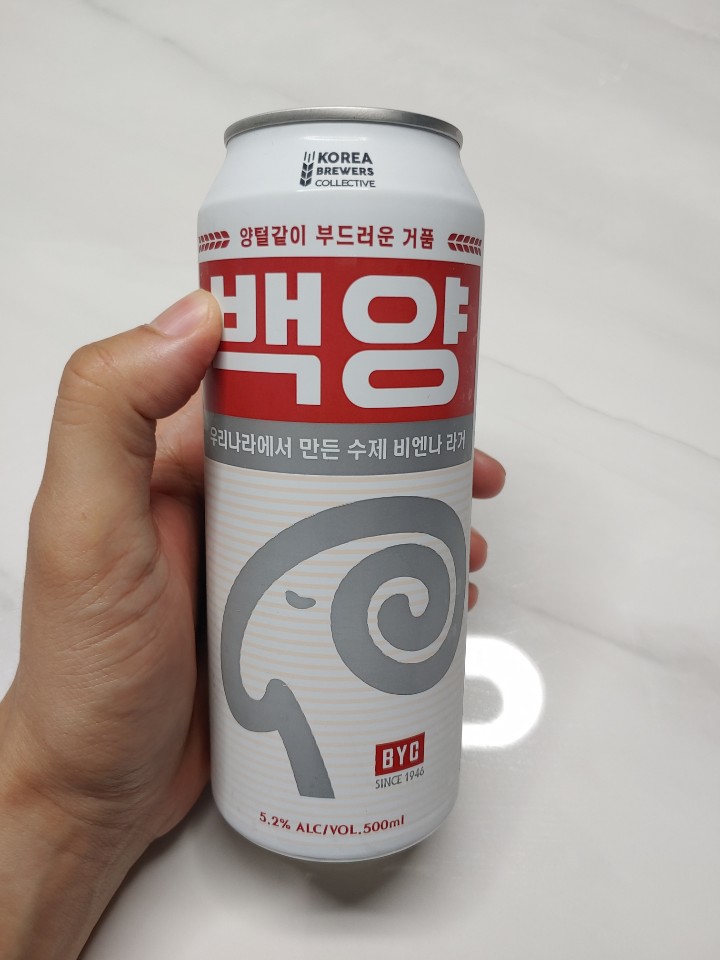 KOREA
BREWERS
COLLECTIVE
양털같이 부드러운 거품
백양
우리나라에서 만든 수제 비엔나 라거
BYC
SINCE 1946
5.2% ALC/VOL.500ml